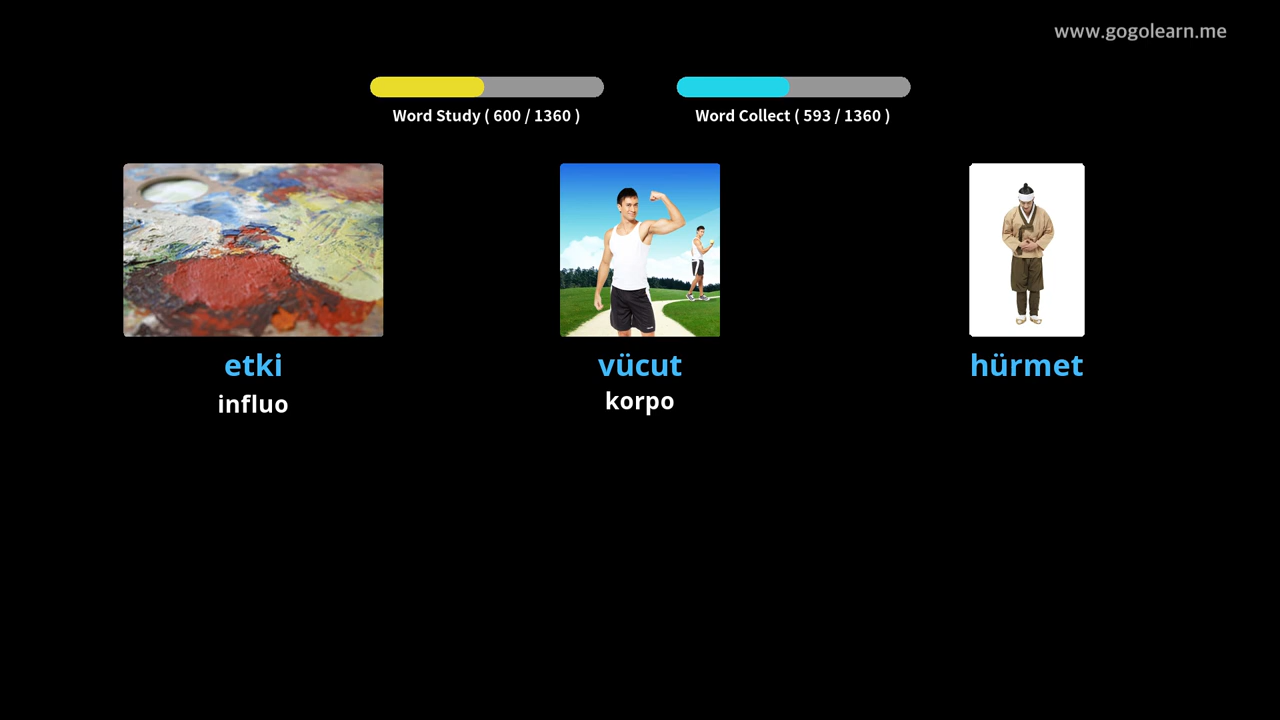 www.gogolearn.me
Word Study ( 600 / 1360 )
Word Collect ( 593 / 1360 )
etki
vücut
hürmet
influo
korpo